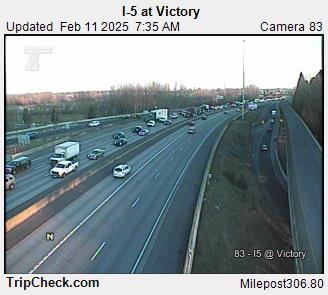 I-5 at Victory
Updated Feb 11 2025 7:35 AM Camera 83
T
N
83 - I5 @ Victory
TripCheck.com Milepost306.80